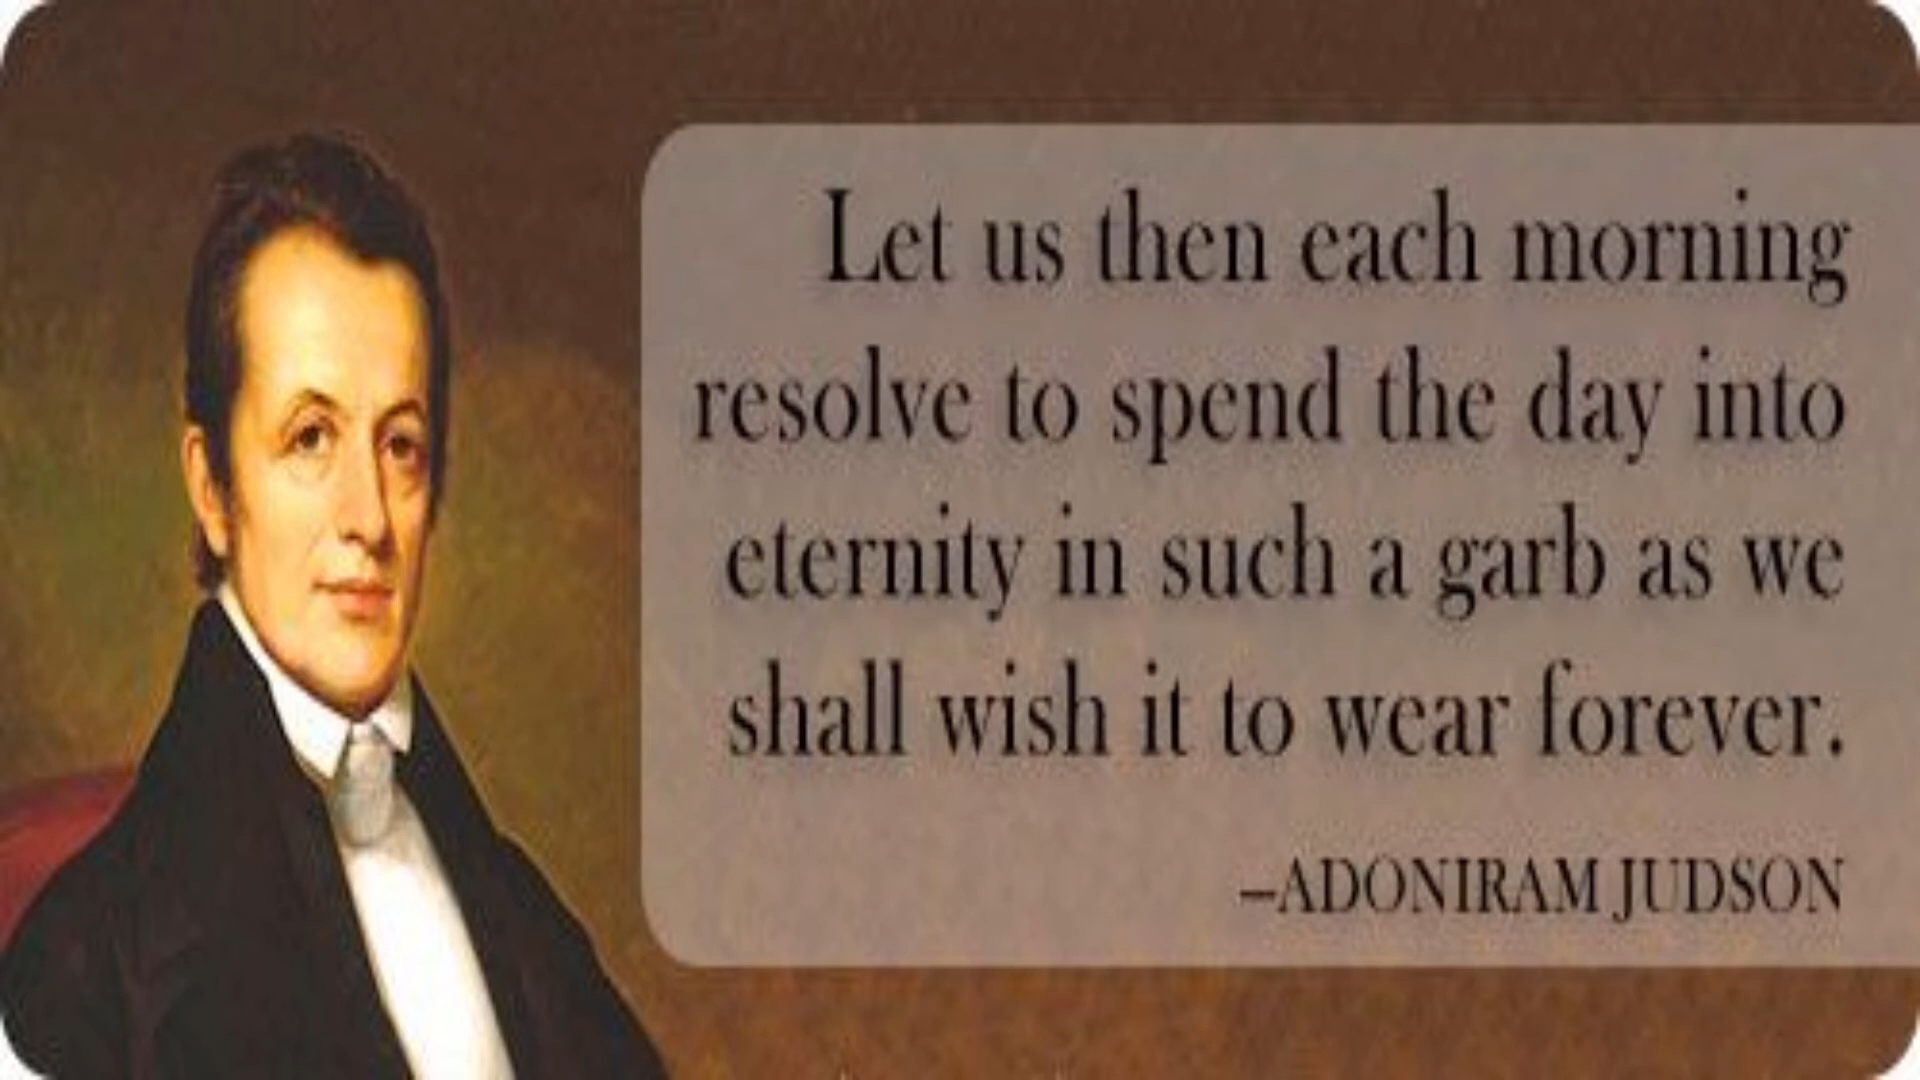 Let us then each morning
resolve to spend the day into
eternity in such a garb as we
shall wish it to wear forever.
–ADONIRAM JUDSON